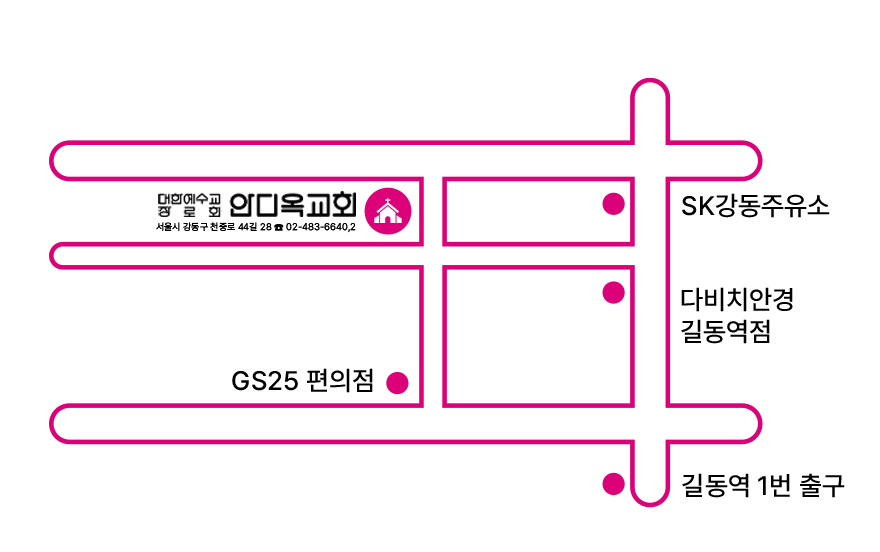 대한예수교
장로회
안디옥교회
서울시 강동구 천중로 44길 28 ☎ 02-483-6640,2
SK강동주유소
다비치안경
길동역점
GS25 편의점
길동역 1번 출구